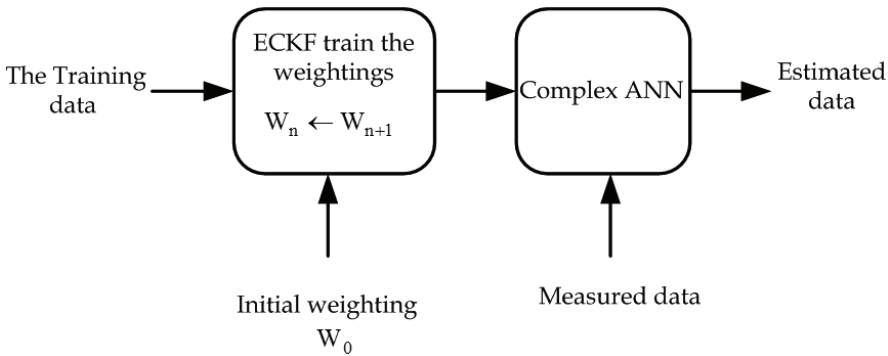 The Training
data
ECKF train the
weightings
Wₙ ← Wₙ₊₁
Complex ANN
Estimated
data
Initial weighting
W₀
Measured data